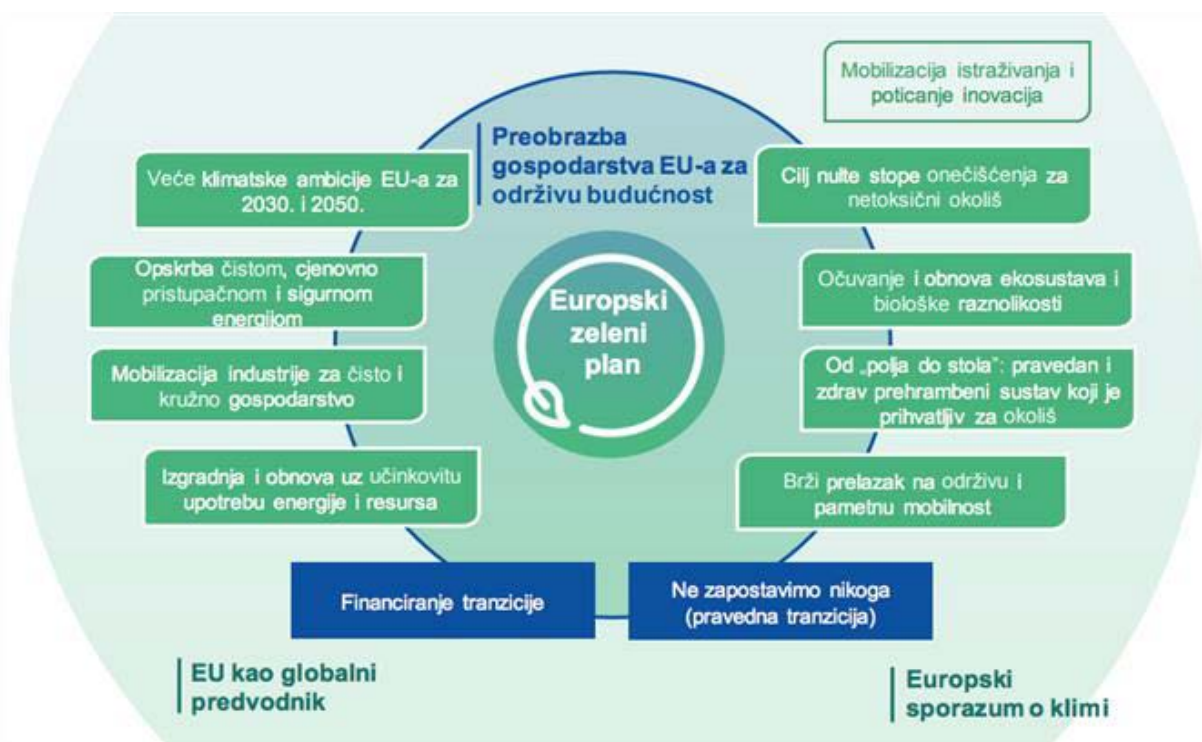 Mobilizacija istraživanja i
poticanje inovacija
Preobrazba
gospodarstva EU-a za
održivu budućnost
Veće klimatske ambicije EU-a za
2030. i 2050.
Cilj nulte stope onečišćenja za
netoksični okoliš
Opskrba čistom, cjenovno
pristupačnom i sigurnom
energijom
Očuvanje i obnova ekosustava i
biološke raznolikosti
Europski
zeleni
plan
Mobilizacija industrije za čisto i
kružno gospodarstvo
Od „polja do stola”: pravedan i
zdrav prehrambeni sustav koji je
prihvatljiv za okoliš
Izgradnja i obnova uz učinkovitu
upotrebu energije i resursa
Brži prelazak na održivu i
pametnu mobilnost
Financiranje tranzicije
Ne zapostavimo nikoga
(pravedna tranzicija)
EU kao globalni
predvodnik
Europski
sporazum o klimi